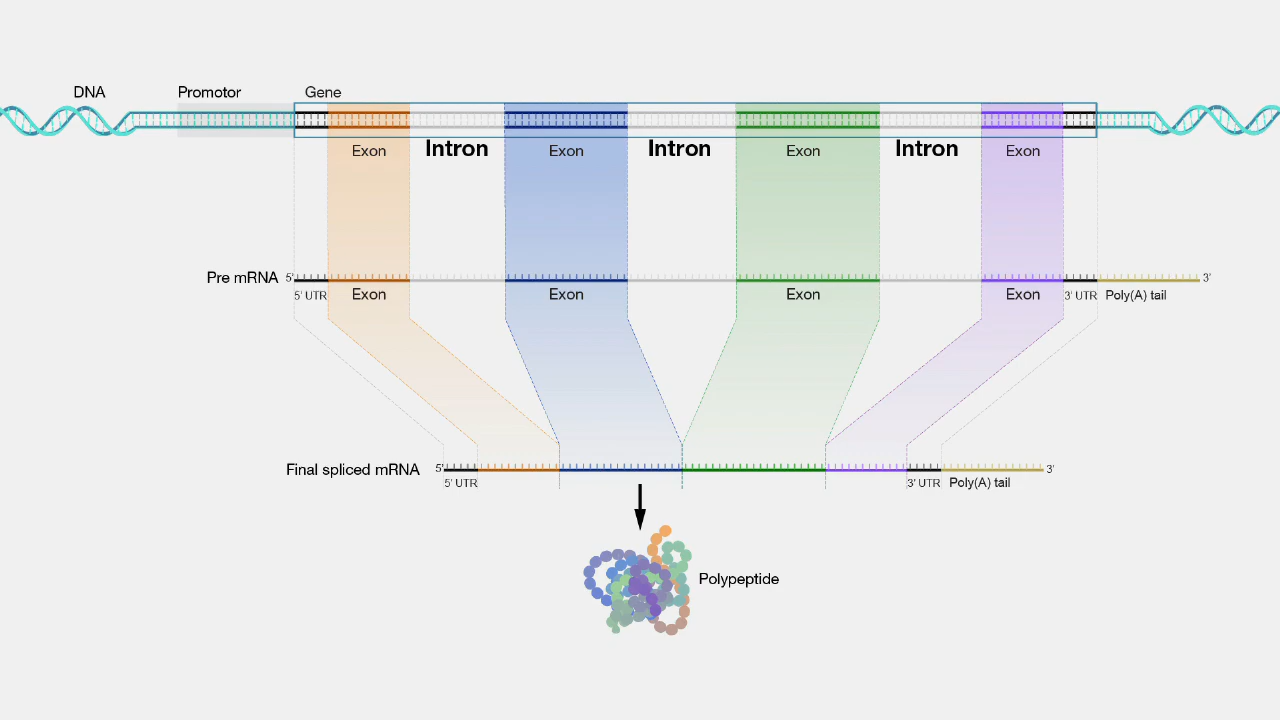 DNA
Promotor
Gene
Exon
Intron
Exon
Intron
Exon
Intron
Exon
Pre mRNA
5'
3'
5' UTR
Exon
Exon
Exon
Exon
3' UTR
Poly(A) tail
Final spliced mRNA
5'
3'
5' UTR
3' UTR
Poly(A) tail
Polypeptide